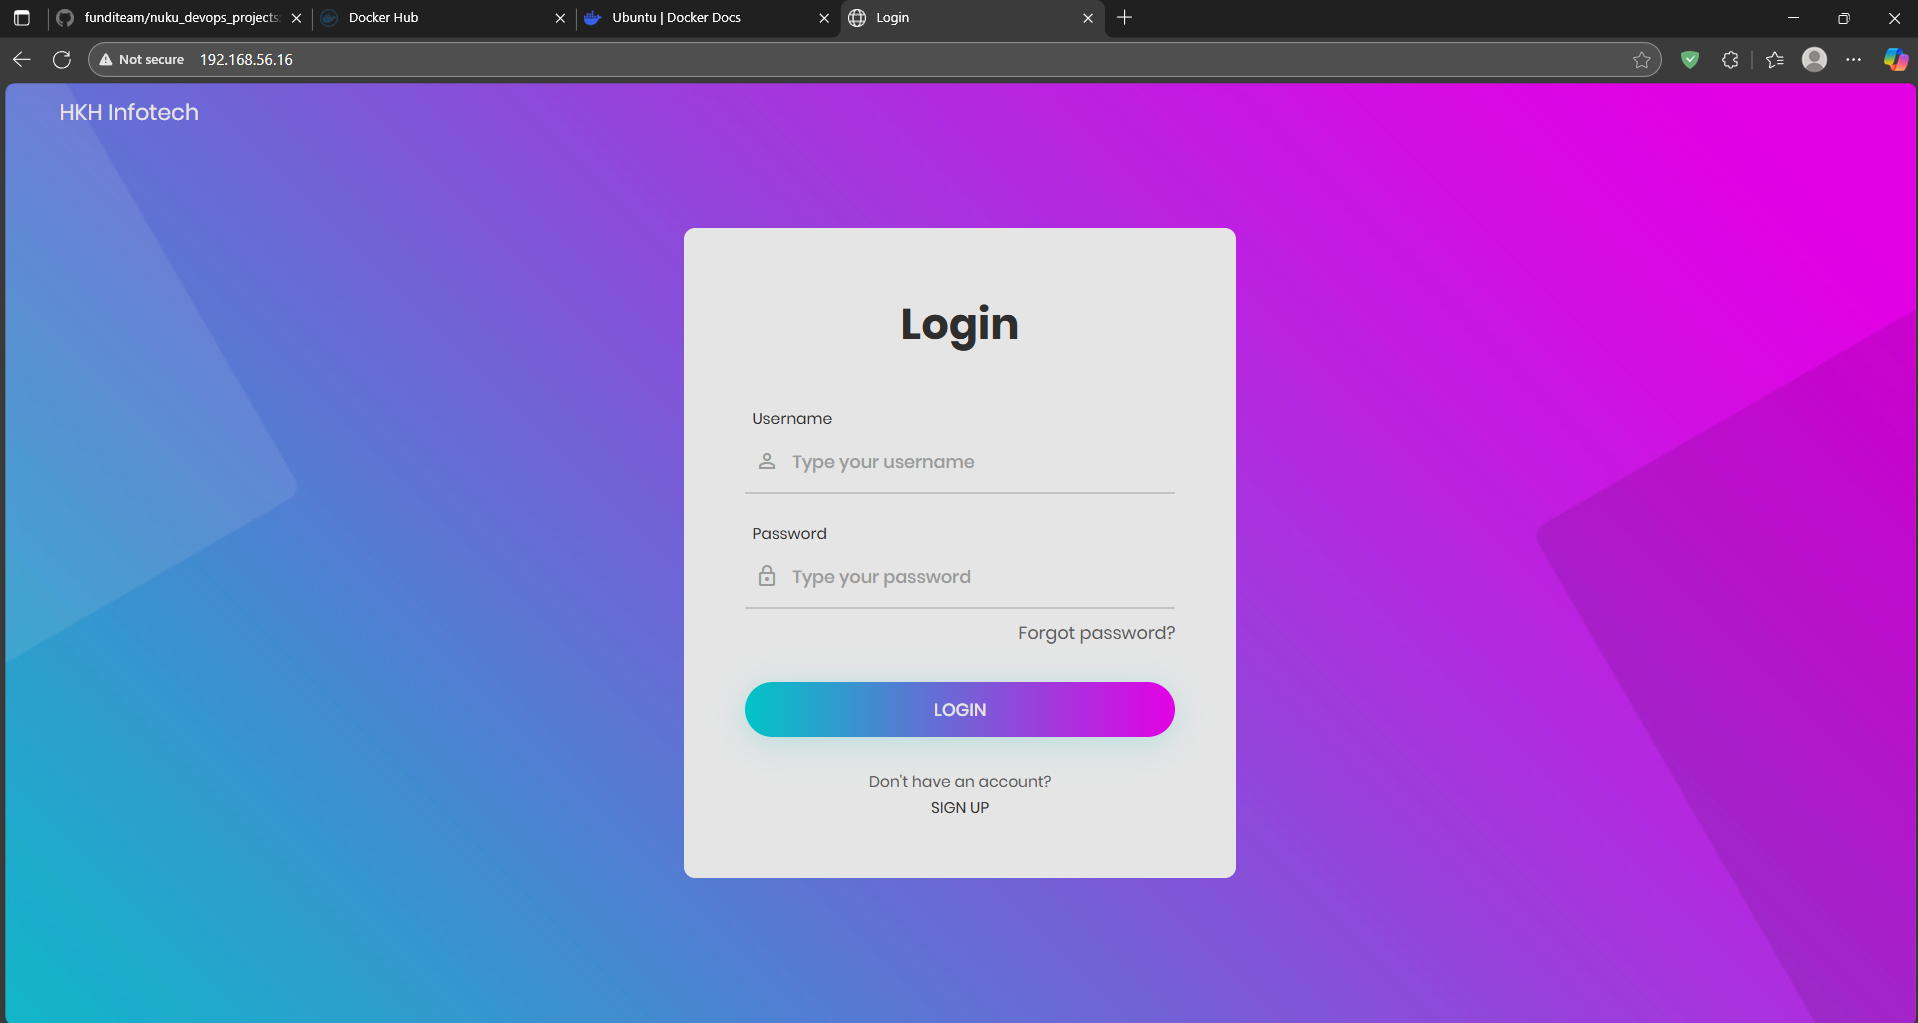 funditeam/nuku_devops_projects:
Docker Hub
Ubuntu | Docker Docs
Login
Not secure
192.168.56.16
HKH Infotech
Login
Username
Type your username
Password
Type your password
Forgot password?
LOGIN
Don't have an account?
SIGN UP